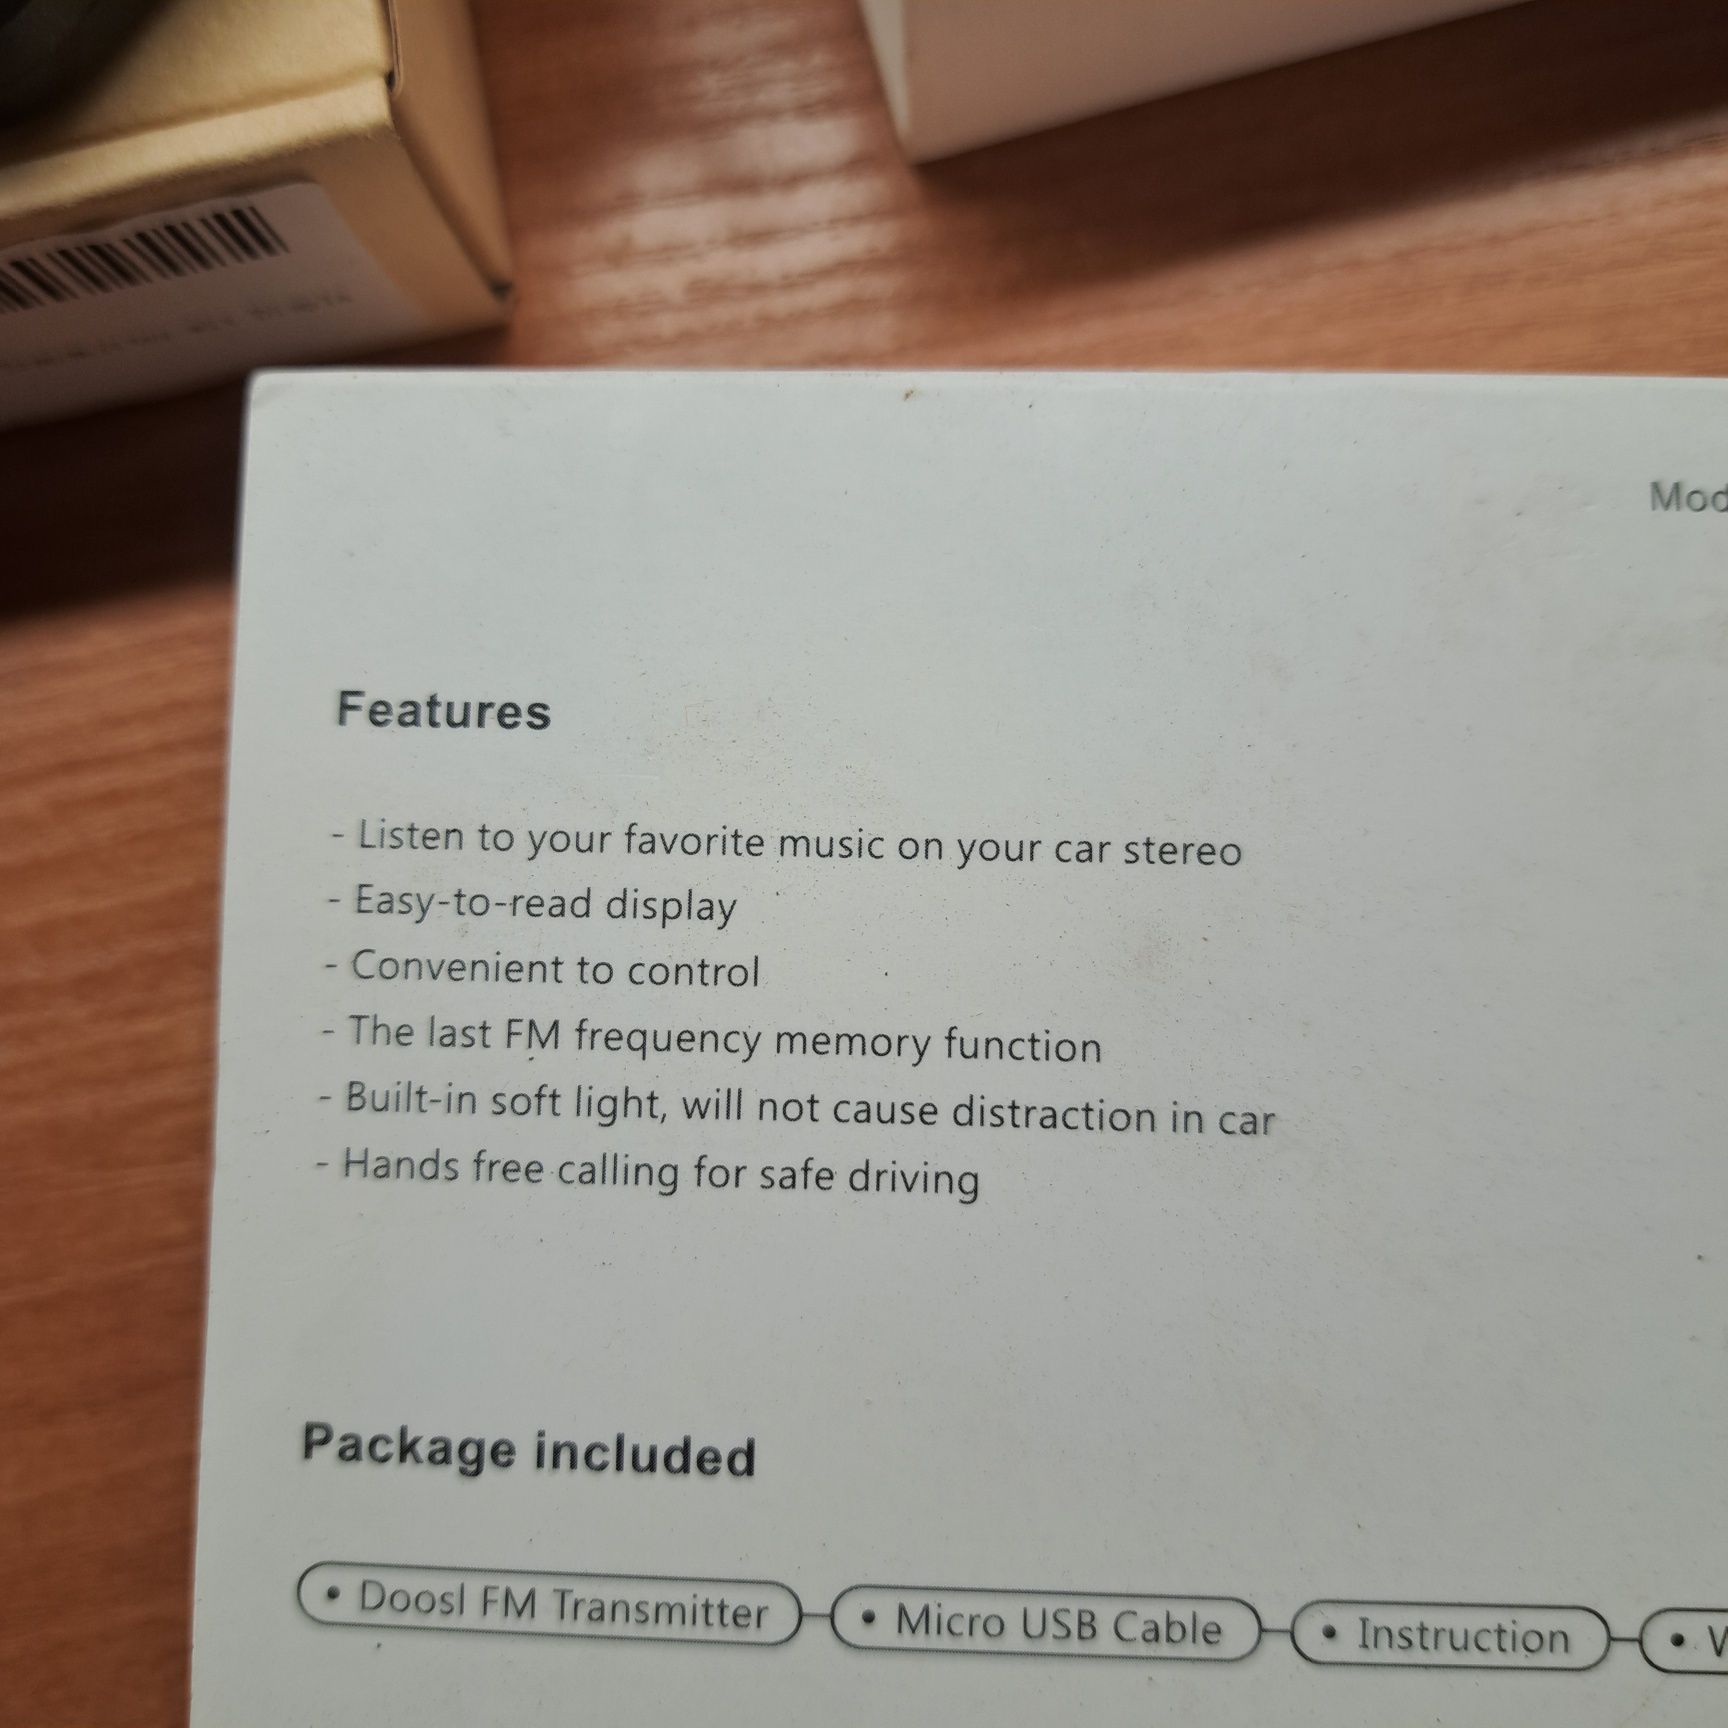 Mod
Features
- Listen to your favorite music on your car stereo
- Easy-to-read display
- Convenient to control
- The last FM frequency memory function
- Built-in soft light, will not cause distraction in car
- Hands free calling for safe driving
Package included
• Doosl FM Transmitter • Micro USB Cable • Instruction •